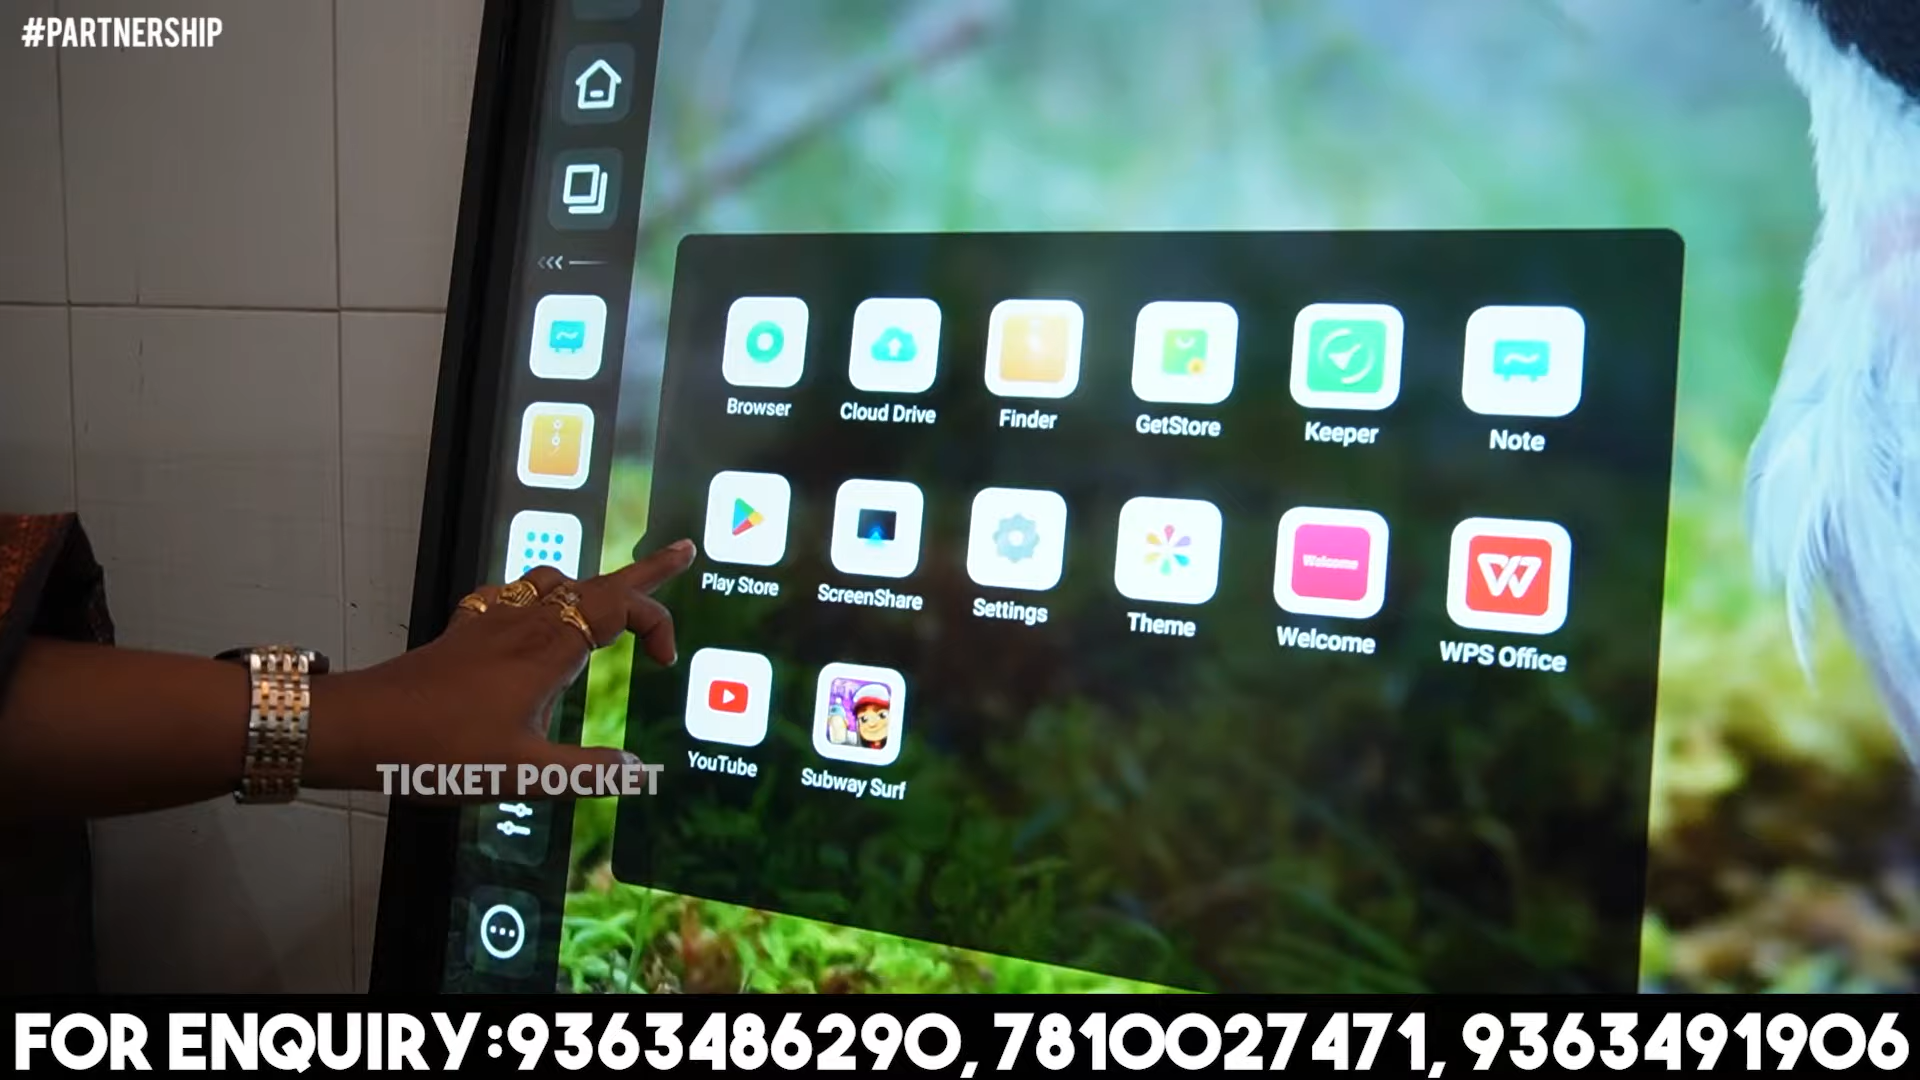 #PARTNERSHIP
Browser
Cloud Drive
Finder
GetStore
Keeper
Note
Play Store
ScreenShare
Settings
Theme
Welcome
Welcome
WPS Office
YouTube
Subway Surf
TICKET POCKET
FOR ENQUIRY:9363486290, 7810027471, 9363491906